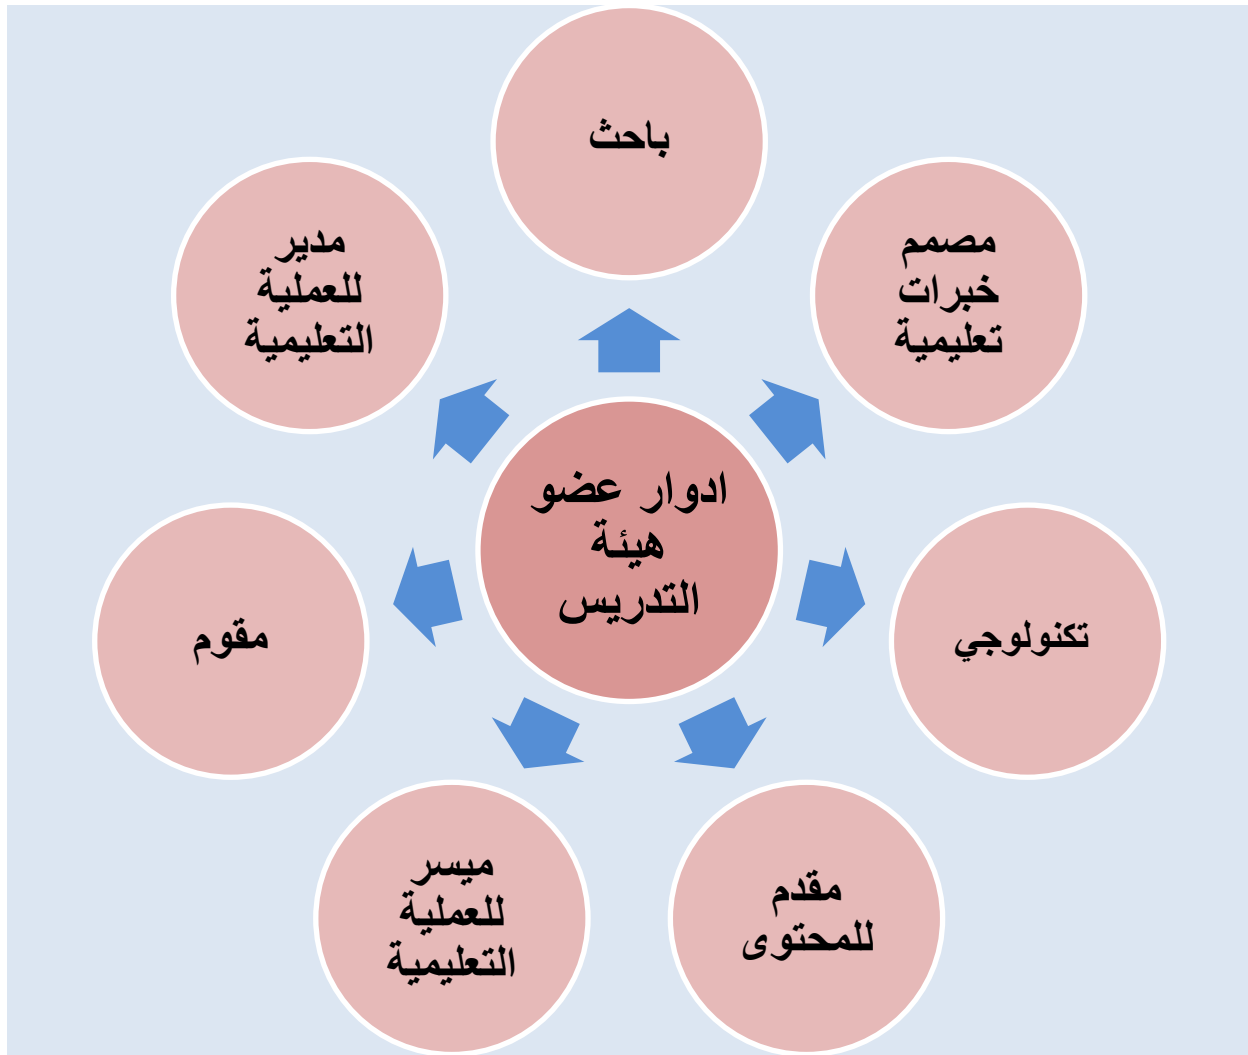 باحث
مصمم
خبرات
تعليمية
تكنولوجي
مقدم
للمحتوى
ميسر
للعملية
التعليمية
مقوم
مدير
للعملية
التعليمية
ادوار عضو
هيئة
التدريس